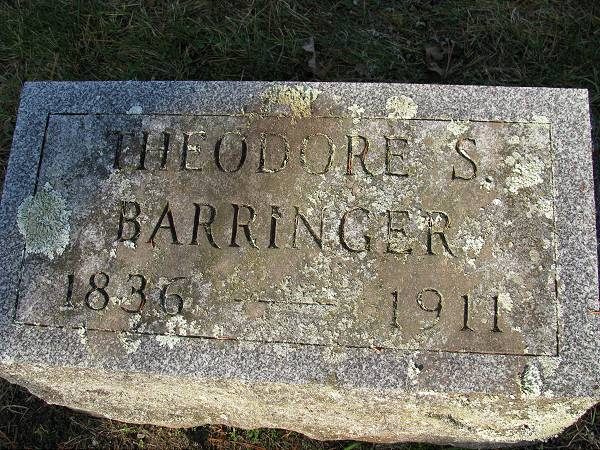 THEODORE S.
BARRINGER
1836 — 1911